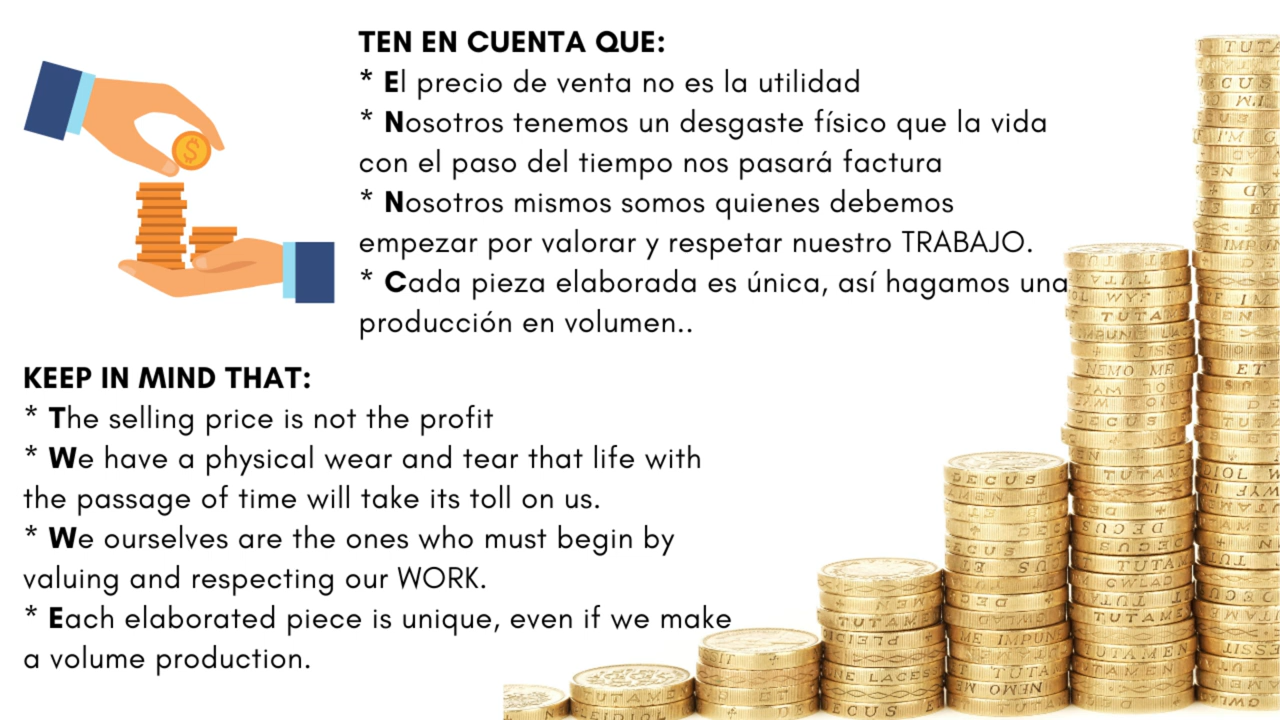 TEN EN CUENTA QUE:
* El precio de venta no es la utilidad
* Nosotros tenemos un desgaste físico que la vida
con el paso del tiempo nos pasará factura
* Nosotros mismos somos quienes debemos
empezar por valorar y respetar nuestro TRABAJO.
* Cada pieza elaborada es única, así hagamos una
producción en volumen..
KEEP IN MIND THAT:
* The selling price is not the profit
* We have a physical wear and tear that life with
the passage of time will take its toll on us.
* We ourselves are the ones who must begin by
valuing and respecting our WORK.
* Each elaborated piece is unique, even if we make
a volume production.